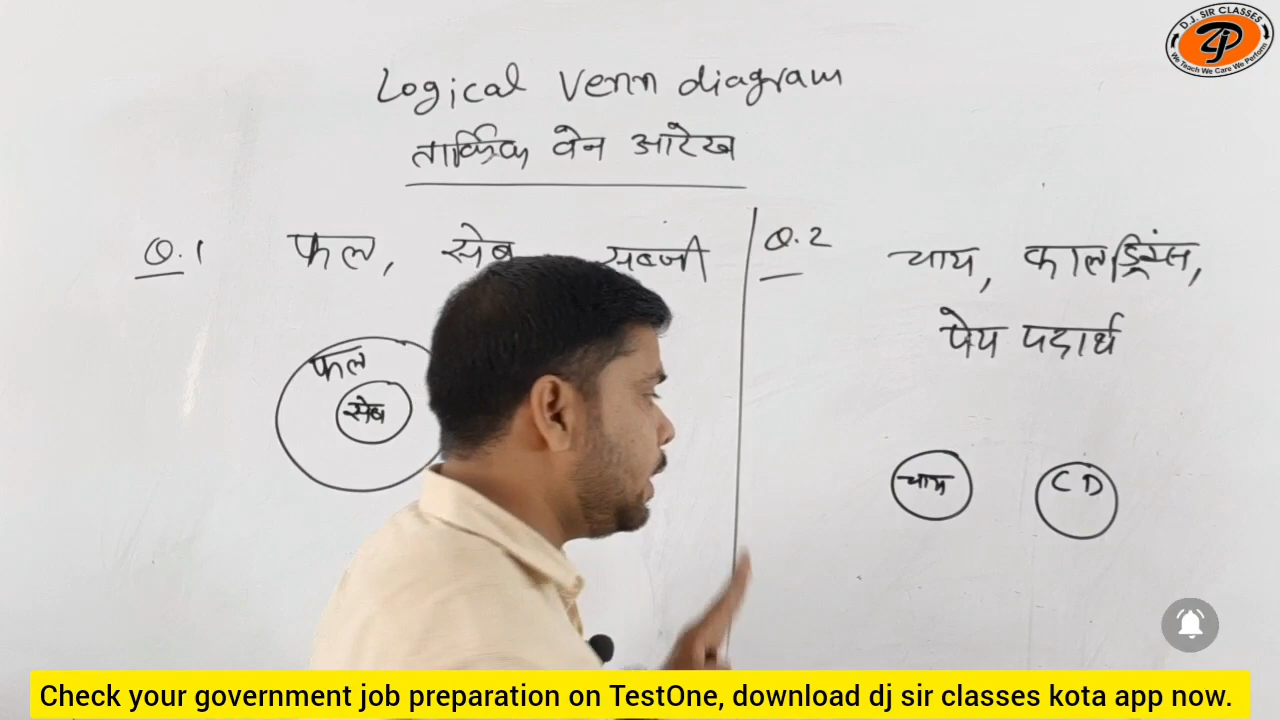 D.J. SIR CLASSES
We Teach We Care We Perform
Logical Venn diagram
तार्किक वेन आरेख
Q.1 फल, सेब सब्जी
फल
सेब
Q.2 चाय, कालड्रिंग्स,
पेय पदार्थ
चाय
CD
Check your government job preparation on TestOne, download dj sir classes kota app now.